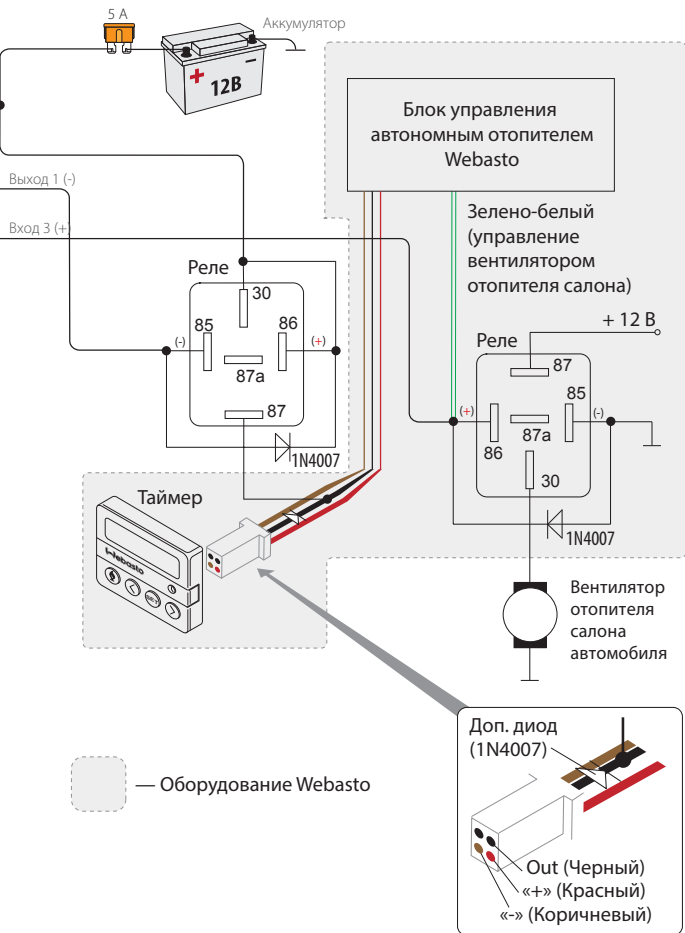 5 А
Аккумулятор
12В
Блок управления
автономным отопителем
Webasto
Выход 1 (-)
Вход 3 (+)
Зелено-белый
(управление
вентилятором
отопителя салона)
Реле
30
85
86
(-)
(+)
87а
87
1N4007
+ 12 В
Реле
87
85
(+)
(-)
87а
86
30
1N4007
Таймер
Webasto
SET
Вентилятор
отопителя
салона
автомобиля
Доп. диод
(1N4007)
Out (Черный)
«+» (Красный)
«-» (Коричневый)
— Оборудование Webasto